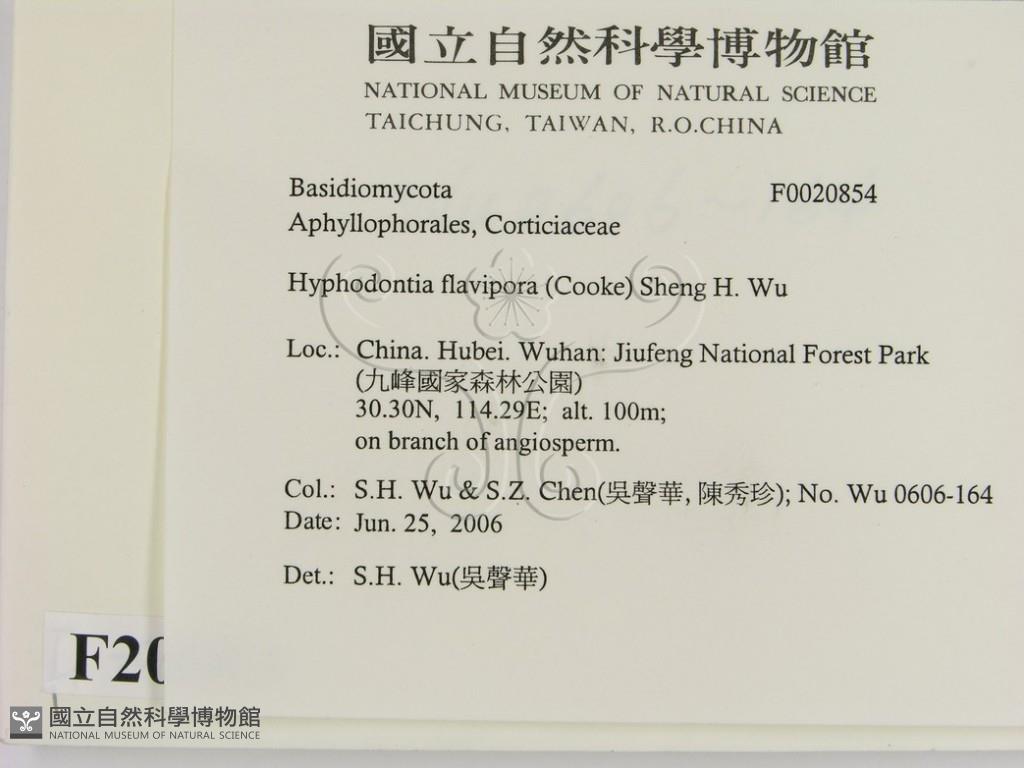 國立自然科學博物館
NATIONAL MUSEUM OF NATURAL SCIENCE
TAICHUNG, TAIWAN, R.O.CHINA
Basidiomycota F0020854
Aphyllophorales, Corticiaceae
Hyphodontia flavipora (Cooke) Sheng H. Wu
Loc.: China. Hubei. Wuhan: Jiufeng National Forest Park
(九峰國家森林公園)
30.30N, 114.29E; alt. 100m;
on branch of angiosperm.
Col.: S.H. Wu & S.Z. Chen(吳聲華, 陳秀珍); No. Wu 0606-164
Date: Jun. 25, 2006
Det.: S.H. Wu(吳聲華)
F20
國立自然科學博物館
NATIONAL MUSEUM OF NATURAL SCIENCE